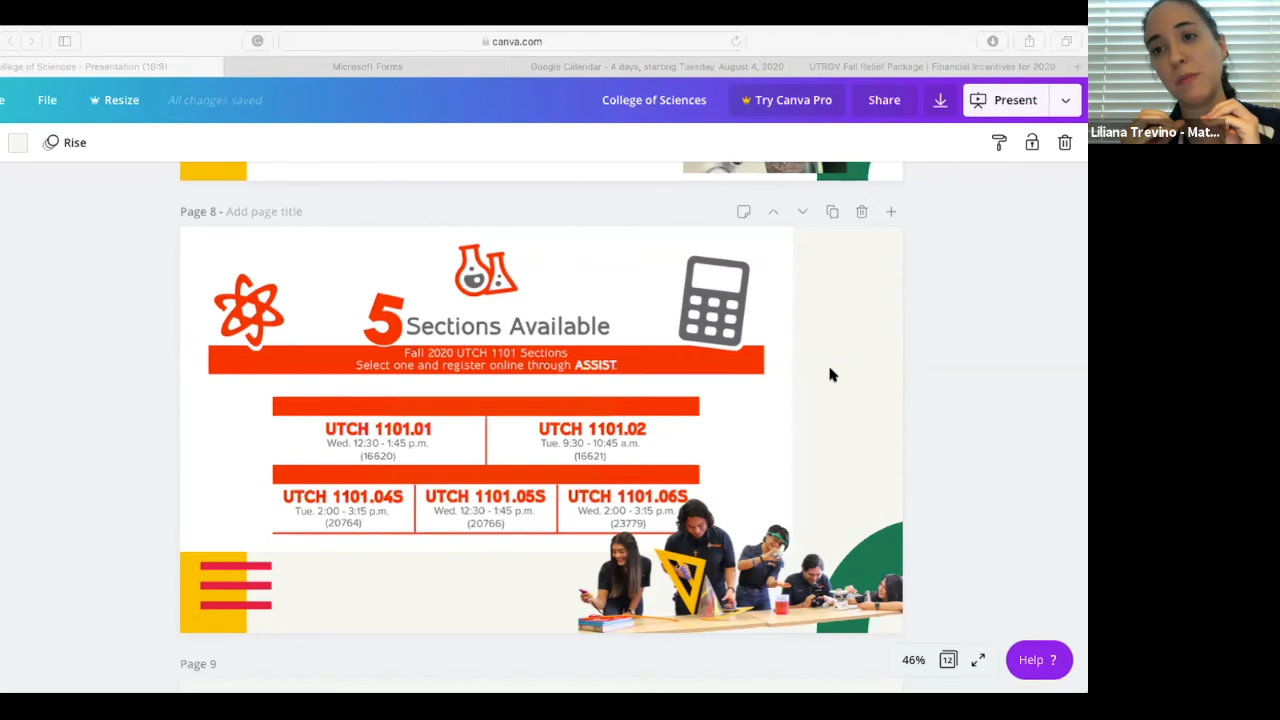 canva.com
ollege of Sciences - Presentation (16:9)
Microsoft Forms
Google Calendar - 4 days, starting Tuesday, August 4, 2020
UTRGV Fall Relief Package | Financial Incentives for 2020
e
File
Resize
All changes saved
College of Sciences
Try Canva Pro
Share
Present
Rise
Liliana Trevino - Mat...
Page 8 - Add page title
5 Sections Available
Fall 2020 UTCH 1101 Sections
Select one and register online through ASSIST.
UTCH 1101.01
Wed. 12:30 - 1:45 p.m.
(16620)
UTCH 1101.02
Tue. 9:30 - 10:45 a.m.
(16621)
UTCH 1101.04S
Tue. 2:00 - 3:15 p.m.
(20764)
UTCH 1101.05S
Wed. 12:30 - 1:45 p.m.
(20766)
UTCH 1101.06S
Wed. 2:00 - 3:15 p.m.
(23779)
Page 9
46%
12
Help ?